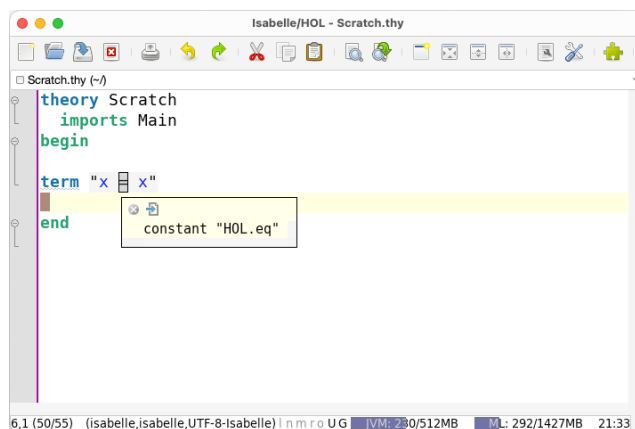 Isabelle/HOL - Scratch.thy
Scratch.thy (~/)
theory Scratch
imports Main
begin
term "x = x"
constant "HOL.eq"
end
6,1 (50/55) (isabelle,isabelle,UTF-8-Isabelle) l n m r o U G JVM: 230/512MB ML: 292/1427MB 21:33